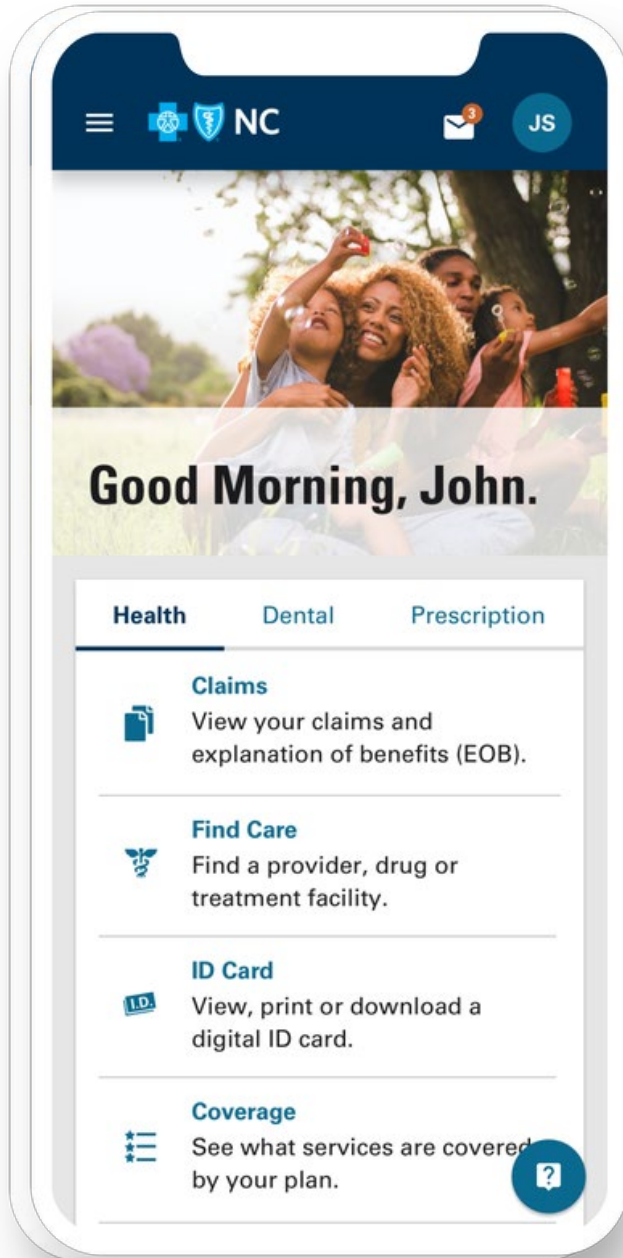 NC
3
JS
Good Morning, John.
Health Dental Prescription
Claims
View your claims and
explanation of benefits (EOB).
Find Care
Find a provider, drug or
treatment facility.
I.D.
ID Card
View, print or download a
digital ID card.
Coverage
See what services are covered
by your plan.
?